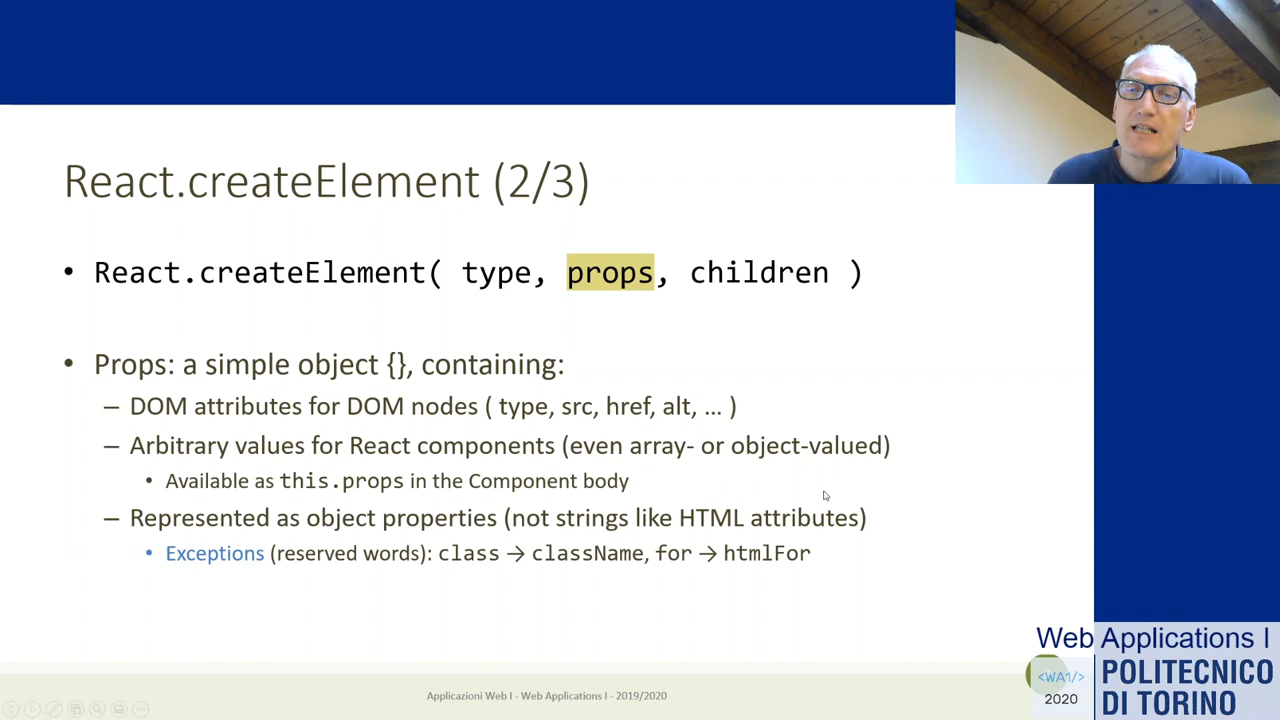 React.createElement (2/3)
• React.createElement( type, props, children )
• Props: a simple object {}, containing:
– DOM attributes for DOM nodes ( type, src, href, alt, … )
– Arbitrary values for React components (even array- or object-valued)
• Available as this.props in the Component body
– Represented as object properties (not strings like HTML attributes)
• Exceptions (reserved words): class → className, for → htmlFor
Applicazioni Web I - Web Applications I - 2019/2020
Web Applications I
<WA1/>
2020
POLITECNICO
DI TORINO